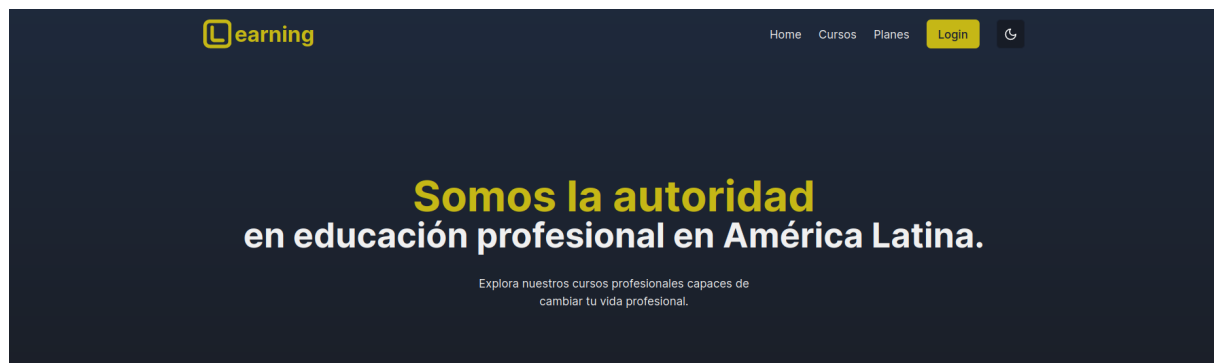 Learning
Home Cursos Planes Login
Somos la autoridad
en educación profesional en América Latina.
Explora nuestros cursos profesionales capaces de
cambiar tu vida profesional.